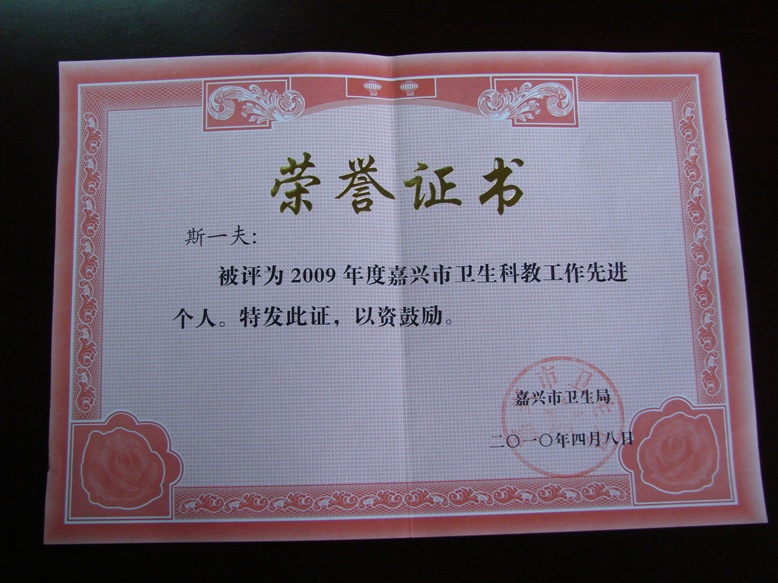 荣誉证书
斯一夫：
被评为 2009 年度嘉兴市卫生科教工作先进
个人。特发此证，以资鼓励。
嘉兴市卫生局
二〇一〇年四月八日